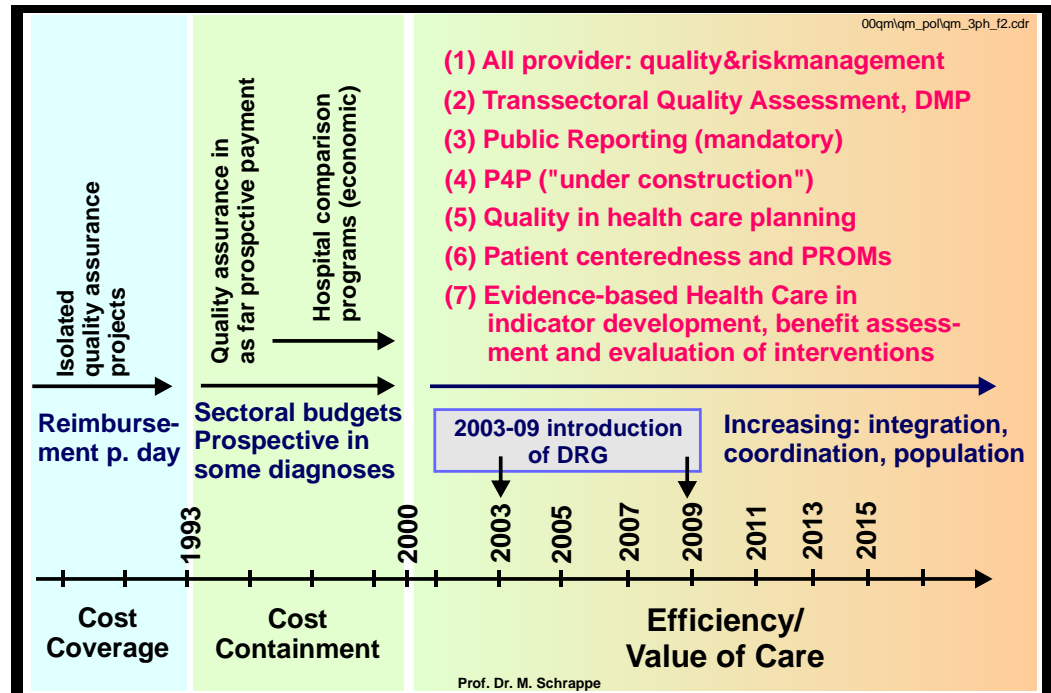 00qm\qm_pol\qm_3ph_f2.cdr
Isolated
quality assurance
projects
Quality assurance in
as far prospctive payment
Hospital comparison
programs (economic)
(1) All provider: quality&riskmanagement
(2) Transsectoral Quality Assessment, DMP
(3) Public Reporting (mandatory)
(4) P4P ("under construction")
(5) Quality in health care planning
(6) Patient centeredness and PROMs
(7) Evidence-based Health Care in
indicator development, benefit assess-
ment and evaluation of interventions
Reimburse-
ment p. day
Sectoral budgets
Prospective in
some diagnoses
2003-09 introduction
of DRG
Increasing: integration,
coordination, population
1993
2000
2003
2005
2007
2009
2011
2013
2015
Cost
Coverage
Cost
Containment
Efficiency/
Value of Care
Prof. Dr. M. Schrappe